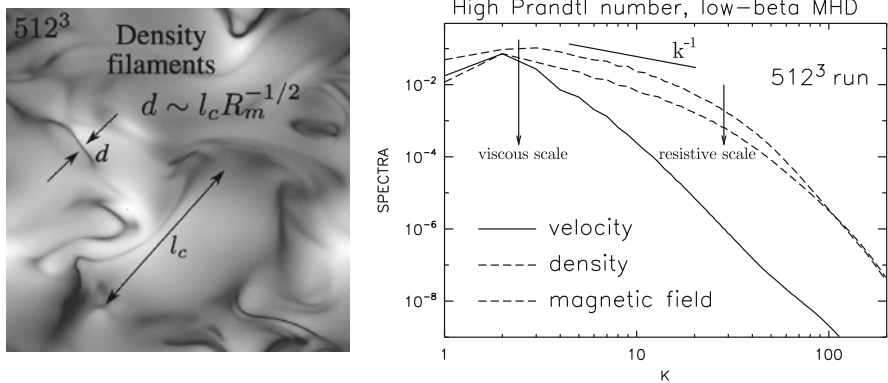 512³
Density
filaments
d ~ l_c R_m^{-1/2}
d
l_c
High Prandtl number, low-beta MHD
k⁻¹
512³ run
10⁻²
10⁻⁴
10⁻⁶
10⁻⁸
SPECTRA
viscous scale
resistive scale
velocity
density
magnetic field
1
10
100
K